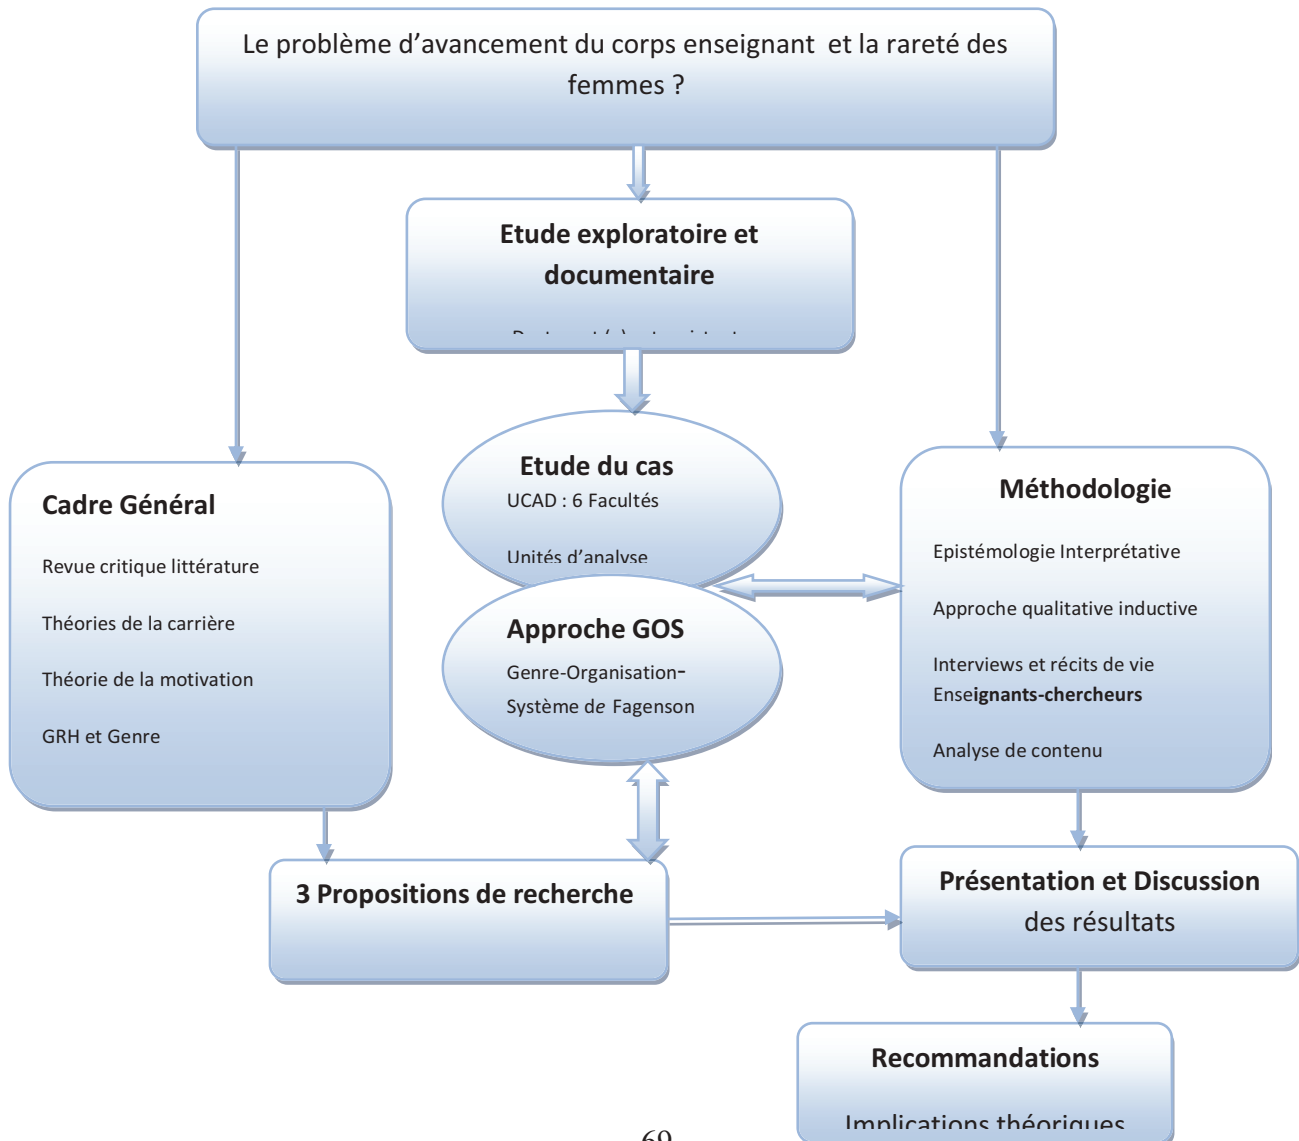 Le problème d’avancement du corps enseignant et la rareté des
femmes ?
Etude exploratoire et
documentaire
Etude du cas
UCAD : 6 Facultés
Unités d’analyse
Approche GOS
Genre-Organisation-
Système de Fagenson
Cadre Général
Revue critique littérature
Théories de la carrière
Théorie de la motivation
GRH et Genre
Méthodologie
Epistémologie Interprétative
Approche qualitative inductive
Interviews et récits de vie
Enseignants-chercheurs
Analyse de contenu
3 Propositions de recherche
Présentation et Discussion
des résultats
Recommandations
Implications théoriques
69